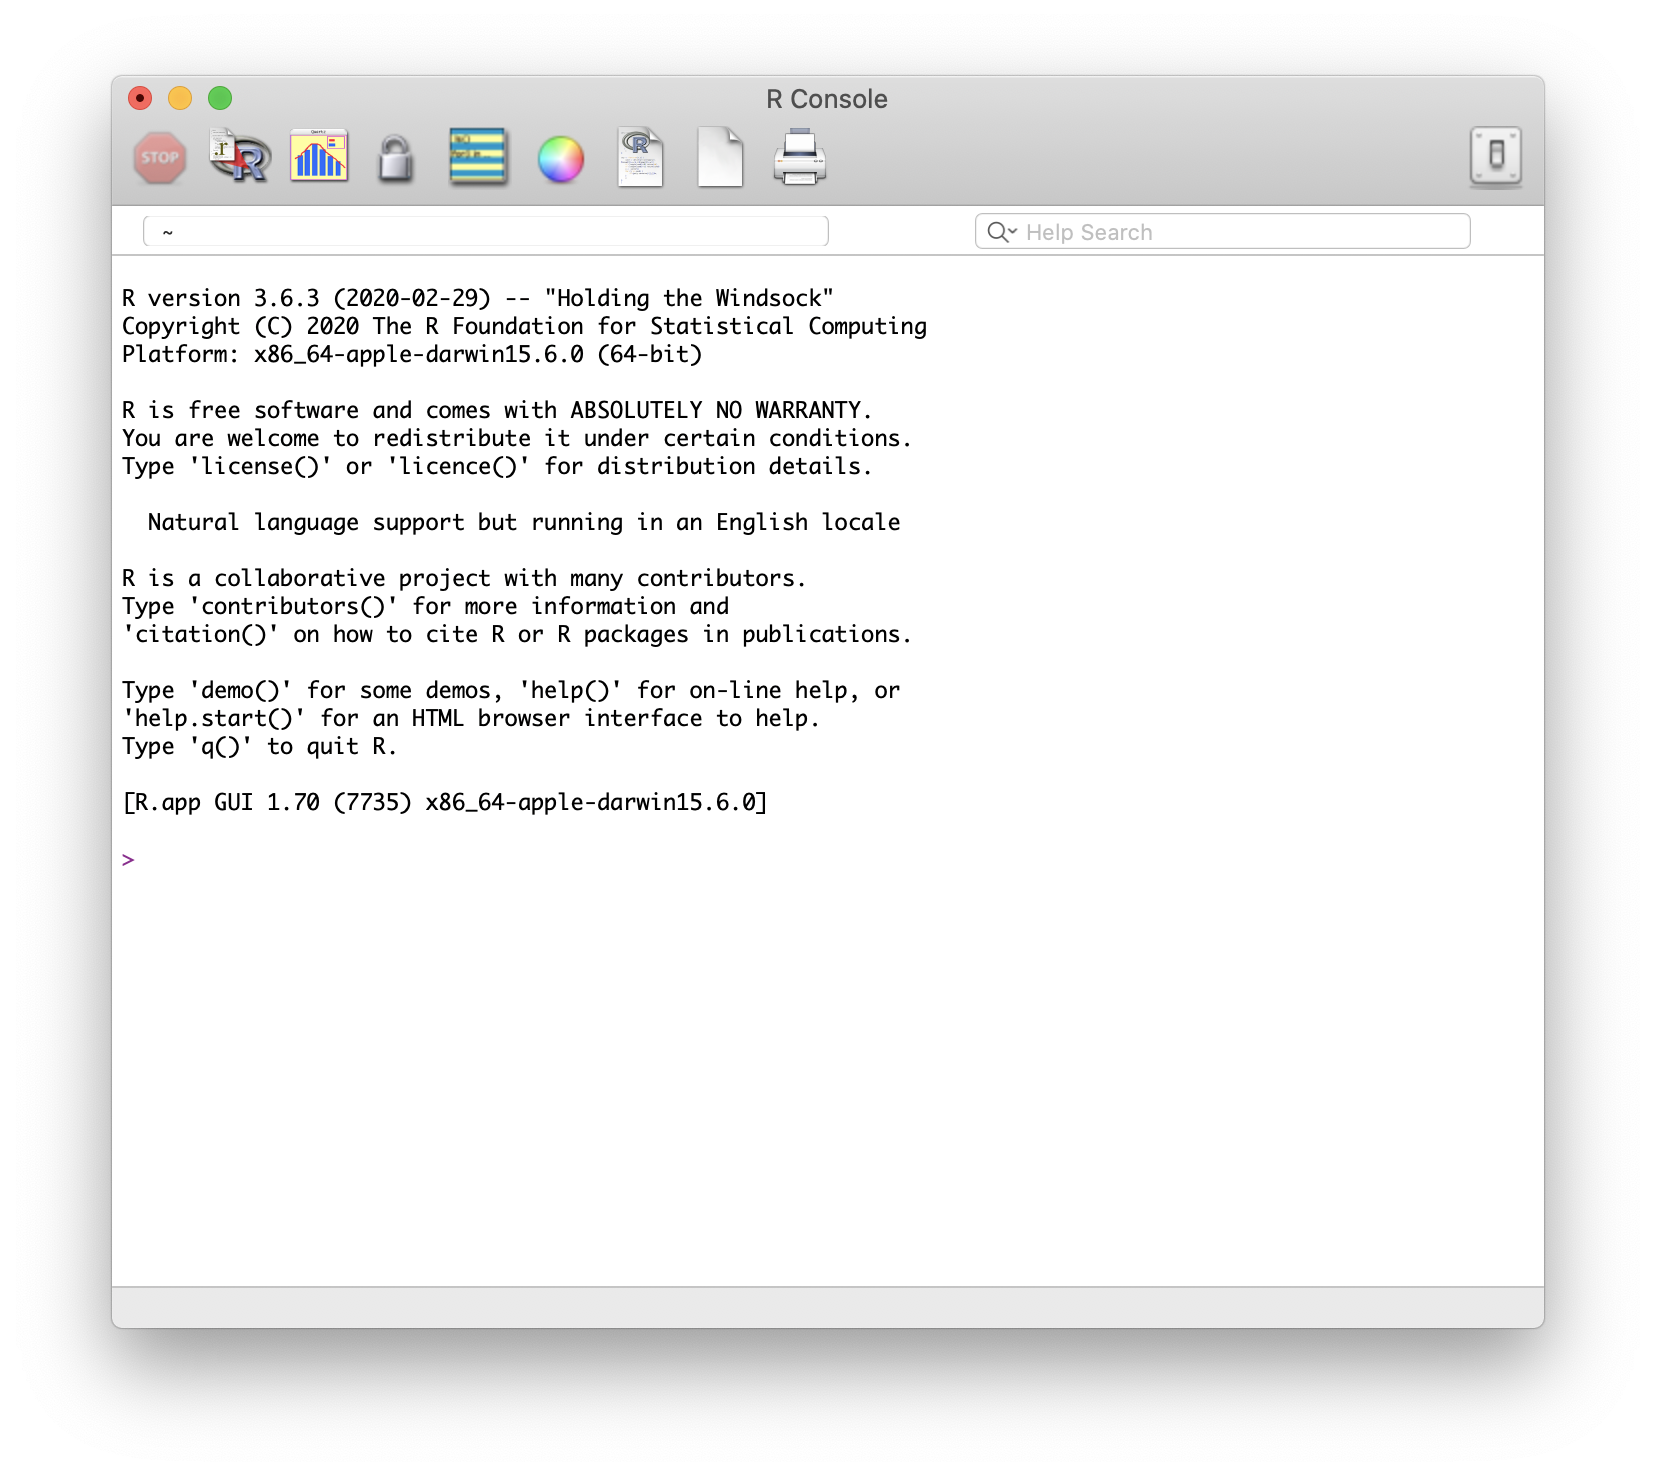 R Console
STOP
~
Help Search
R version 3.6.3 (2020-02-29) -- "Holding the Windsock"
Copyright (C) 2020 The R Foundation for Statistical Computing
Platform: x86_64-apple-darwin15.6.0 (64-bit)
R is free software and comes with ABSOLUTELY NO WARRANTY.
You are welcome to redistribute it under certain conditions.
Type 'license()' or 'licence()' for distribution details.
Natural language support but running in an English locale
R is a collaborative project with many contributors.
Type 'contributors()' for more information and
'citation()' on how to cite R or R packages in publications.
Type 'demo()' for some demos, 'help()' for on-line help, or
'help.start()' for an HTML browser interface to help.
Type 'q()' to quit R.
[R.app GUI 1.70 (7735) x86_64-apple-darwin15.6.0]
>